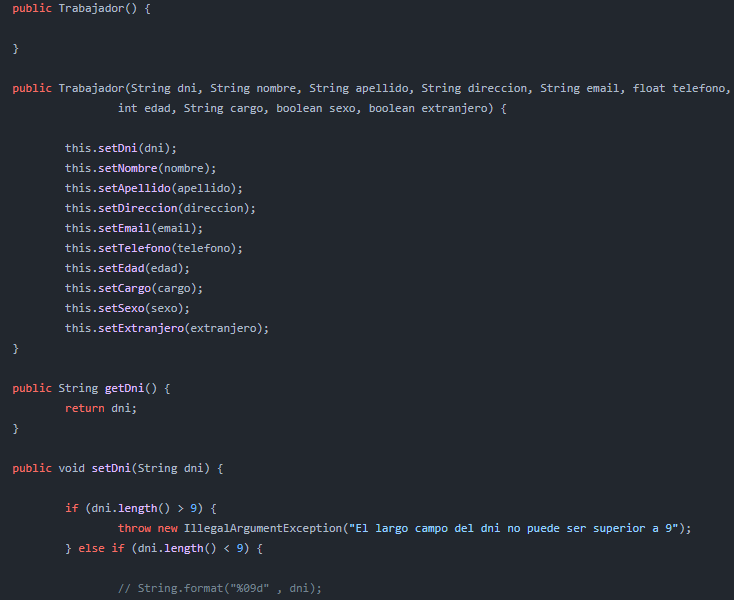 public Trabajador() {
}
public Trabajador(String dni, String nombre, String apellido, String direccion, String email, float telefono,
int edad, String cargo, boolean sexo, boolean extranjero) {
this.setDni(dni);
this.setNombre(nombre);
this.setApellido(apellido);
this.setDireccion(direccion);
this.setEmail(email);
this.setTelefono(telefono);
this.setEdad(edad);
this.setCargo(cargo);
this.setSexo(sexo);
this.setExtranjero(extranjero);
}
public String getDni() {
return dni;
}
public void setDni(String dni) {
if (dni.length() > 9) {
throw new IllegalArgumentException("El largo campo del dni no puede ser superior a 9");
} else if (dni.length() < 9) {
// String.format("%09d" , dni);